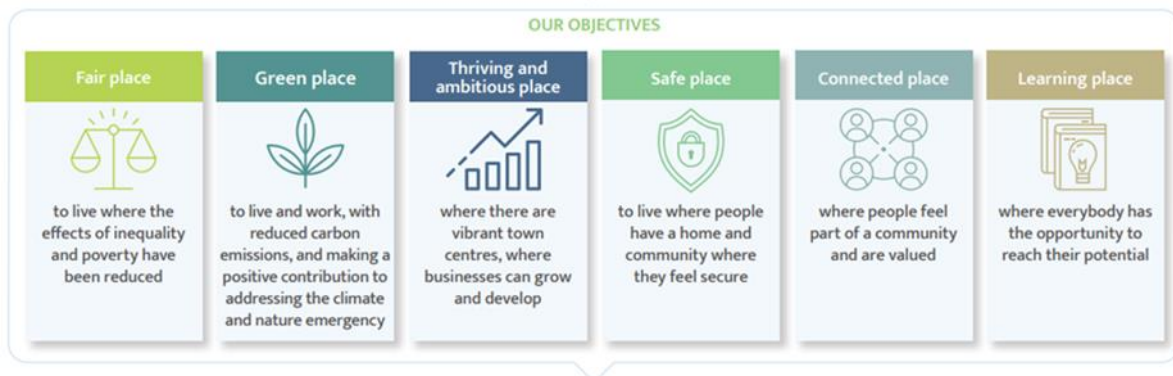 OUR OBJECTIVES
Fair place
to live where the
effects of inequality
and poverty have
been reduced
Green place
to live and work, with
reduced carbon
emissions, and making a
positive contribution to
addressing the climate
and nature emergency
Thriving and
ambitious place
where there are
vibrant town
centres, where
businesses can grow
and develop
Safe place
to live where people
have a home and
community where
they feel secure
Connected place
where people feel
part of a community
and are valued
Learning place
where everybody has
the opportunity to
reach their potential